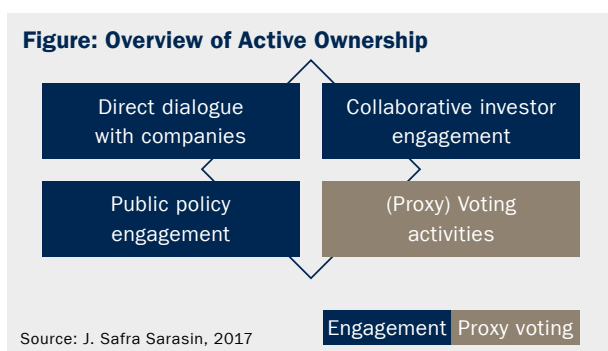 Figure: Overview of Active Ownership
Direct dialogue
with companies
Collaborative investor
engagement
Public policy
engagement
(Proxy) Voting
activities
Engagement
Proxy voting
Source: J. Safra Sarasin, 2017